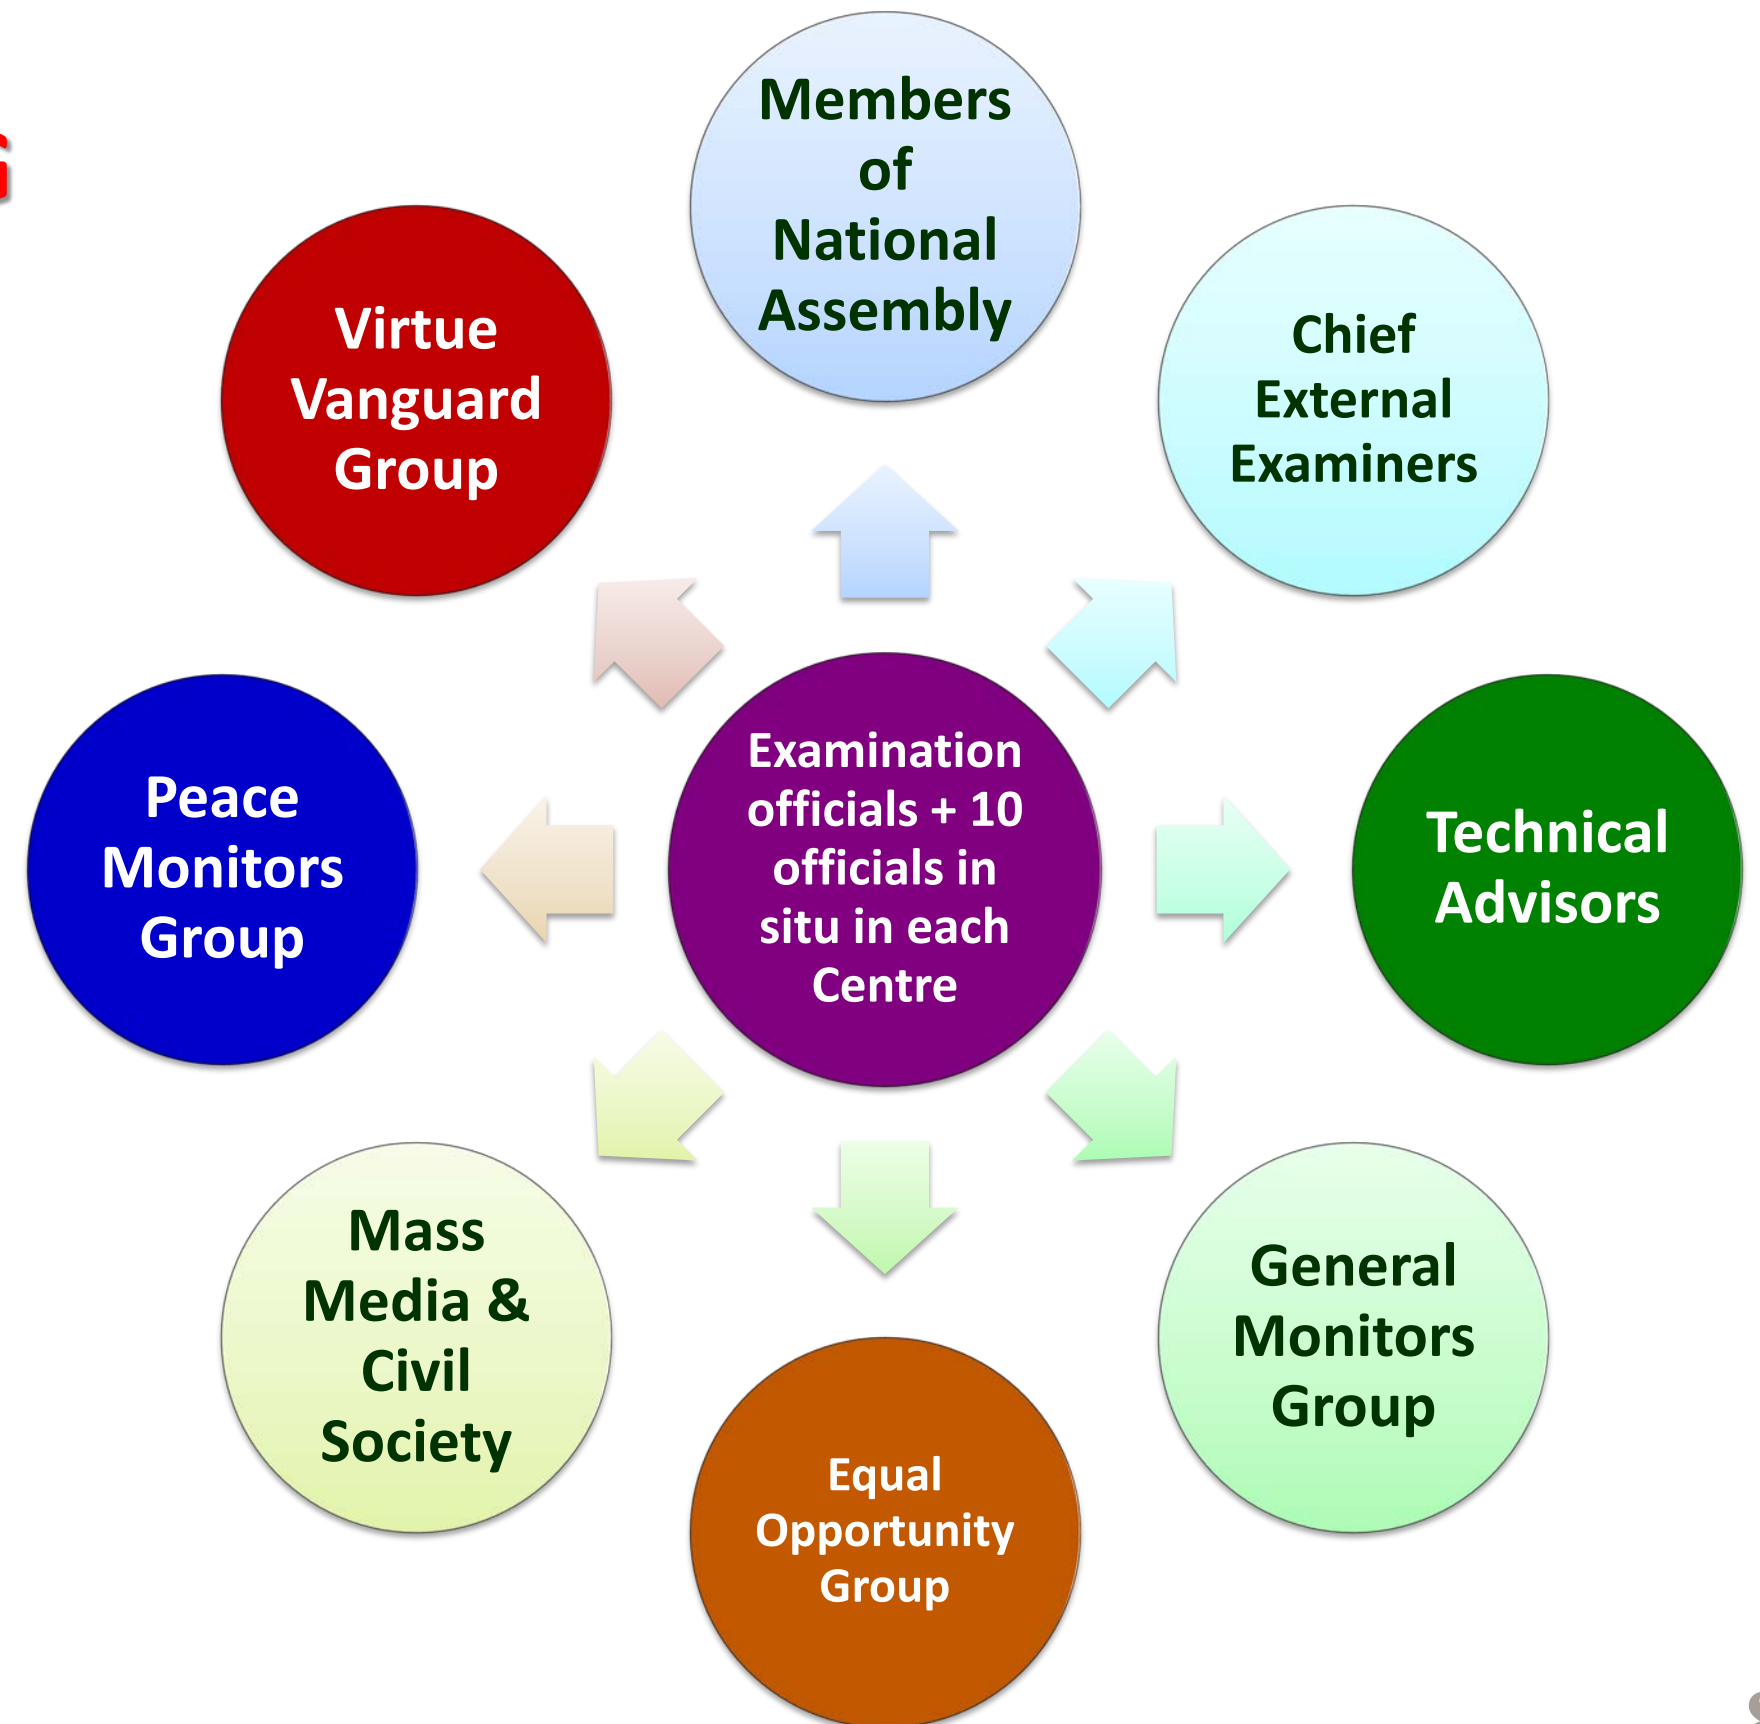 Members
of
National
Assembly
Chief
External
Examiners
Technical
Advisors
General
Monitors
Group
Equal
Opportunity
Group
Mass
Media &
Civil
Society
Peace
Monitors
Group
Virtue
Vanguard
Group
Examination
officials + 10
officials in
situ in each
Centre